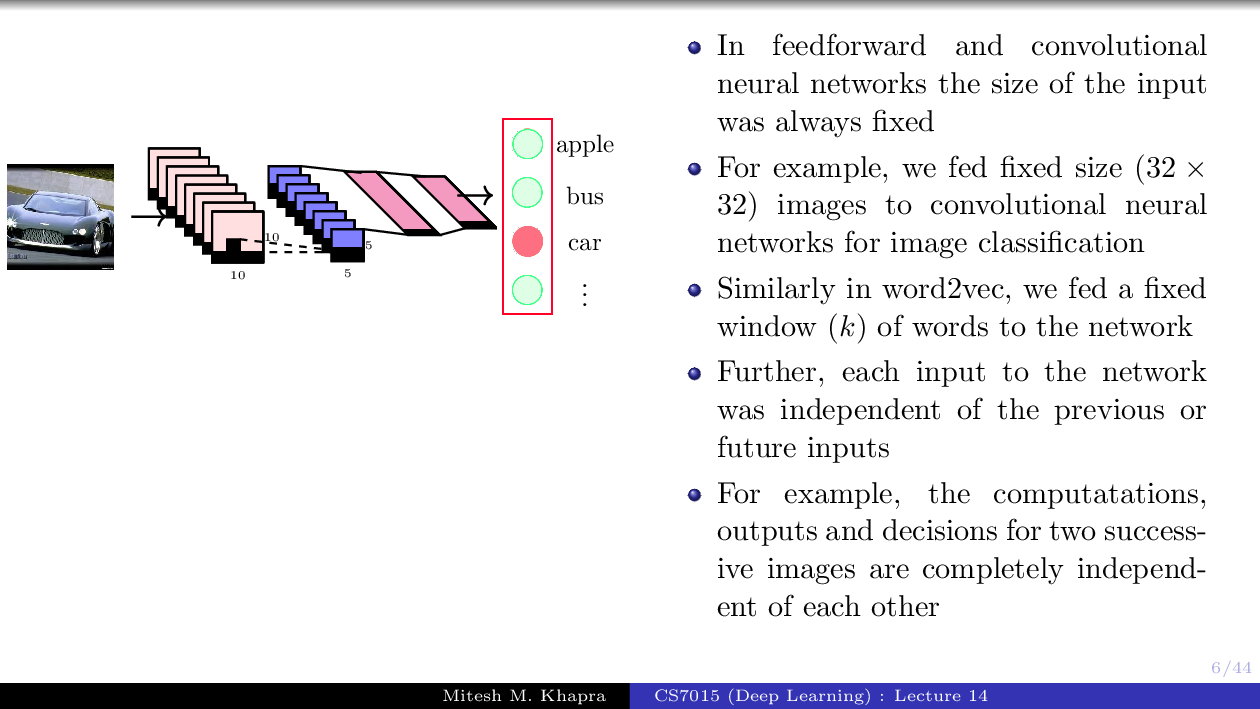 10
10
5
5
apple
bus
car
⋮
In feedforward and convolutional
neural networks the size of the input
was always fixed
For example, we fed fixed size (32 ×
32) images to convolutional neural
networks for image classification
Similarly in word2vec, we fed a fixed
window (k) of words to the network
Further, each input to the network
was independent of the previous or
future inputs
For example, the computatations,
outputs and decisions for two success-
ive images are completely independ-
ent of each other
6/44
Mitesh M. Khapra
CS7015 (Deep Learning) : Lecture 14